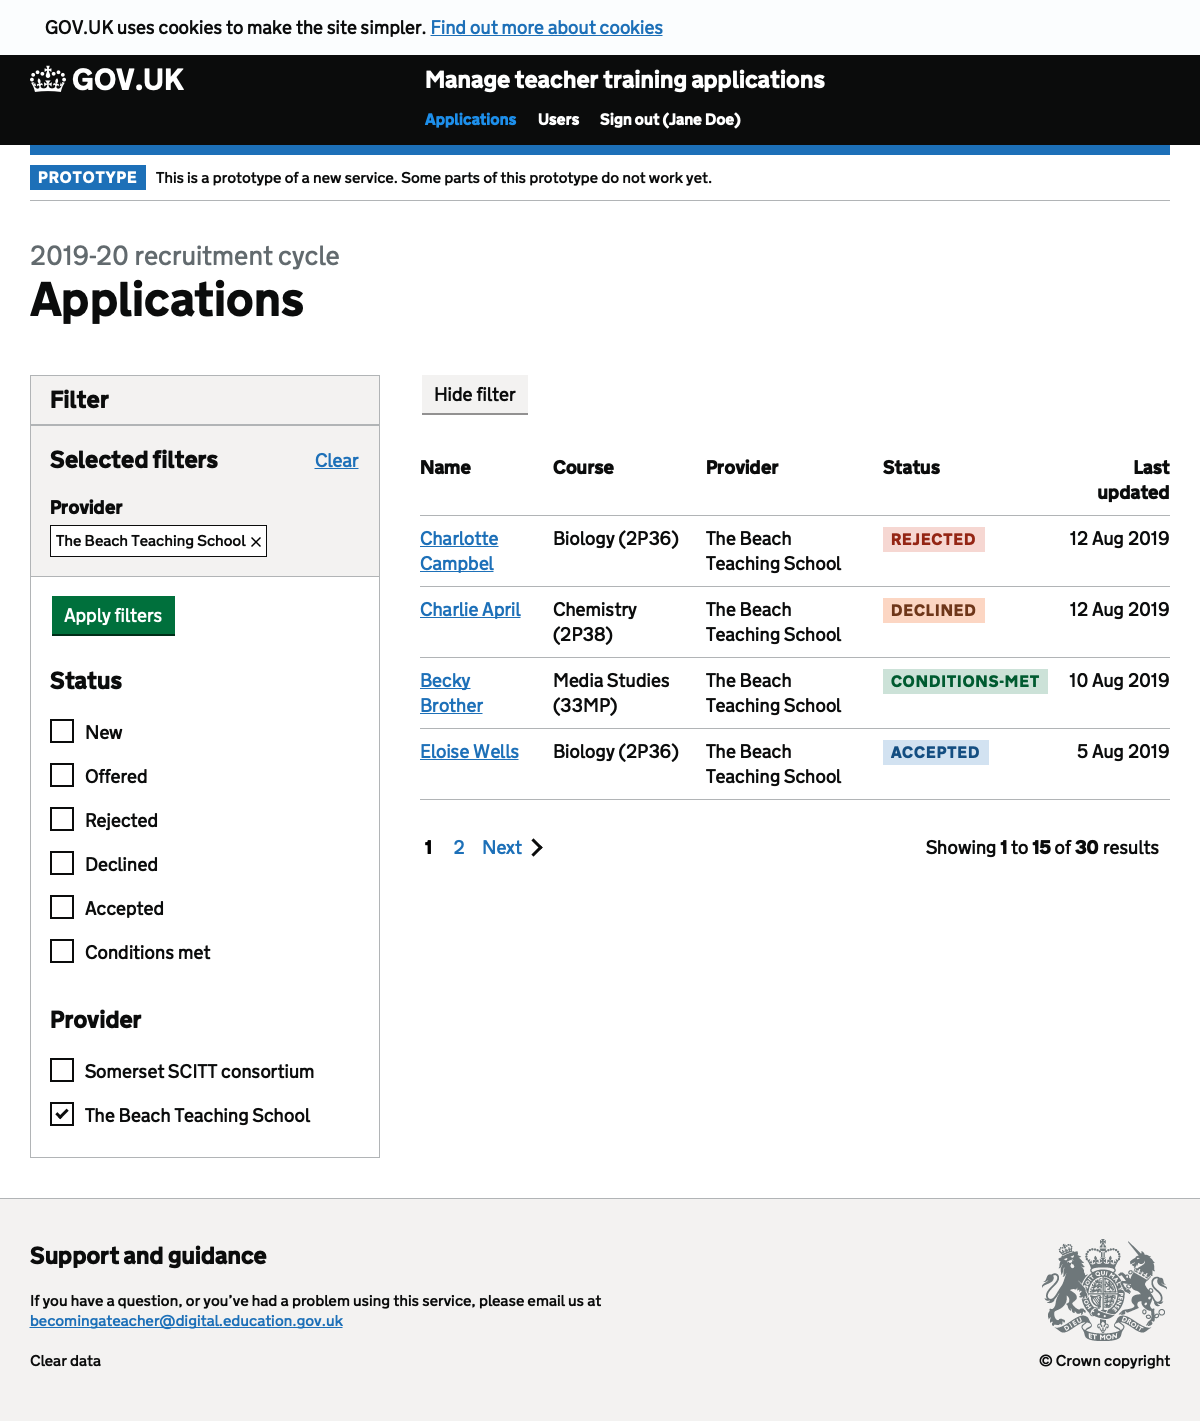 GOV.UK uses cookies to make the site simpler. Find out more about cookies
GOV.UK
Manage teacher training applications
Applications Users Sign out (Jane Doe)
PROTOTYPE This is a prototype of a new service. Some parts of this prototype do not work yet.
2019-20 recruitment cycle
Applications
Filter
Selected filters Clear
Provider
The Beach Teaching School ×
Apply filters
Status
New
Offered
Rejected
Declined
Accepted
Conditions met
Provider
Somerset SCITT consortium
The Beach Teaching School
Hide filter
Name Course Provider Status Last
updated
Charlotte Biology (2P36) The Beach REJECTED 12 Aug 2019
Campbel Teaching School
Charlie April Chemistry The Beach DECLINED 12 Aug 2019
(2P38) Teaching School
Becky Media Studies The Beach CONDITIONS-MET 10 Aug 2019
Brother (33MP) Teaching School
Eloise Wells Biology (2P36) The Beach ACCEPTED 5 Aug 2019
Teaching School
1 2 Next Showing 1 to 15 of 30 results
Support and guidance
If you have a question, or you’ve had a problem using this service, please email us at
becomingateacher@digital.education.gov.uk
Clear data
DIEU ET MON DROIT
© Crown copyright